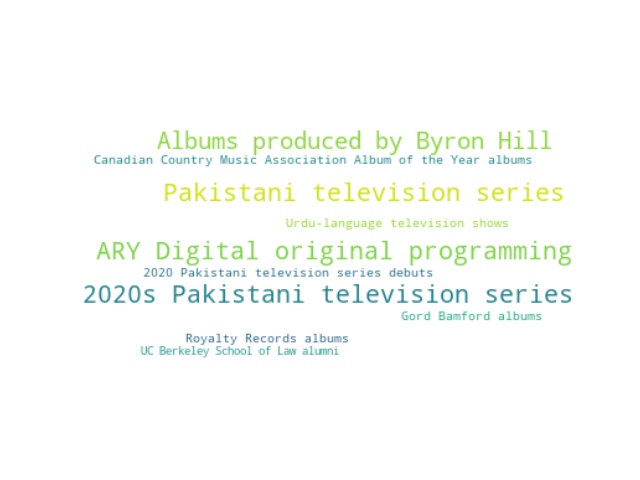 Albums produced by Byron Hill
Canadian Country Music Association Album of the Year albums
Pakistani television series
Urdu-language television shows
ARY Digital original programming
2020 Pakistani television series debuts
2020s Pakistani television series
Gord Bamford albums
Royalty Records albums
UC Berkeley School of Law alumni